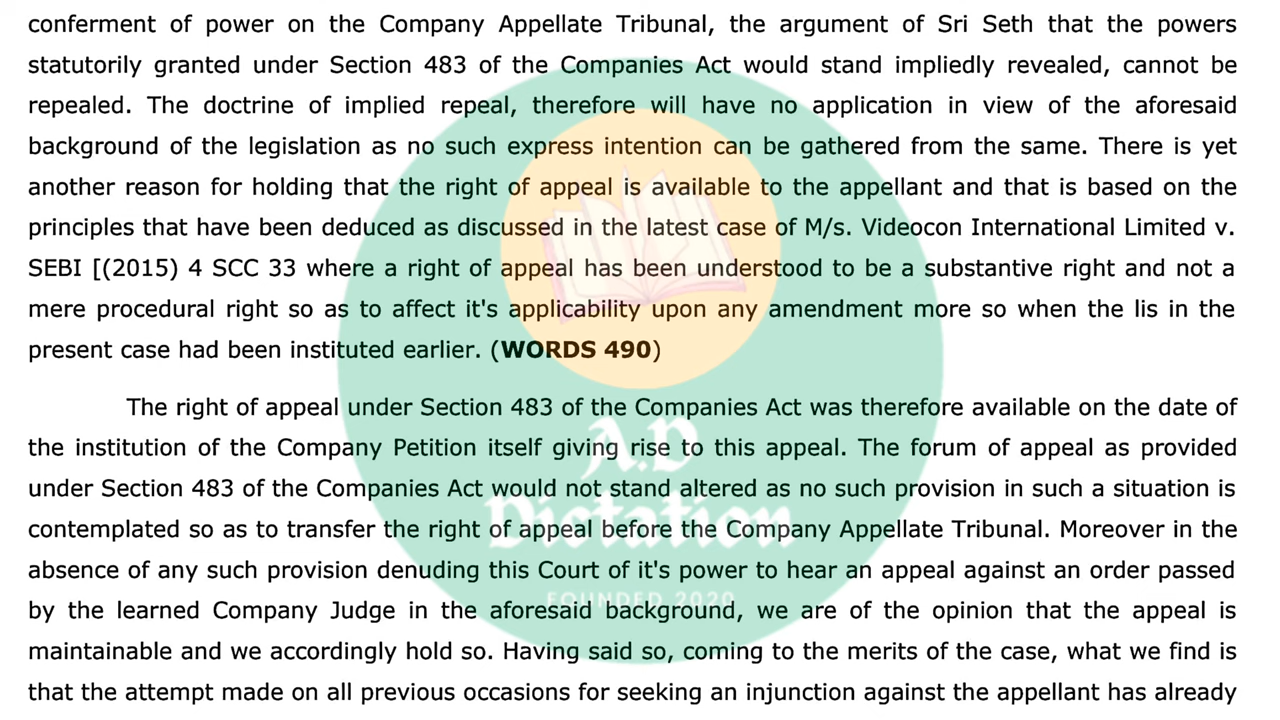 conferment of power on the Company Appellate Tribunal, the argument of Sri Seth that the powers
statutorily granted under Section 483 of the Companies Act would stand impliedly revealed, cannot be
repealed. The doctrine of implied repeal, therefore will have no application in view of the aforesaid
background of the legislation as no such express intention can be gathered from the same. There is yet
another reason for holding that the right of appeal is available to the appellant and that is based on the
principles that have been deduced as discussed in the latest case of M/s. Videocon International Limited v.
SEBI [(2015) 4 SCC 33 where a right of appeal has been understood to be a substantive right and not a
mere procedural right so as to affect it's applicability upon any amendment more so when the lis in the
present case had been instituted earlier. (WORDS 490)
The right of appeal under Section 483 of the Companies Act was therefore available on the date of
the institution of the Company Petition itself giving rise to this appeal. The forum of appeal as provided
under Section 483 of the Companies Act would not stand altered as no such provision in such a situation is
contemplated so as to transfer the right of appeal before the Company Appellate Tribunal. Moreover in the
absence of any such provision denuding this Court of it's power to hear an appeal against an order passed
by the learned Company Judge in the aforesaid background, we are of the opinion that the appeal is
maintainable and we accordingly hold so. Having said so, coming to the merits of the case, what we find is
that the attempt made on all previous occasions for seeking an injunction against the appellant has already
A.D
Dictation
FOUNDED 2020